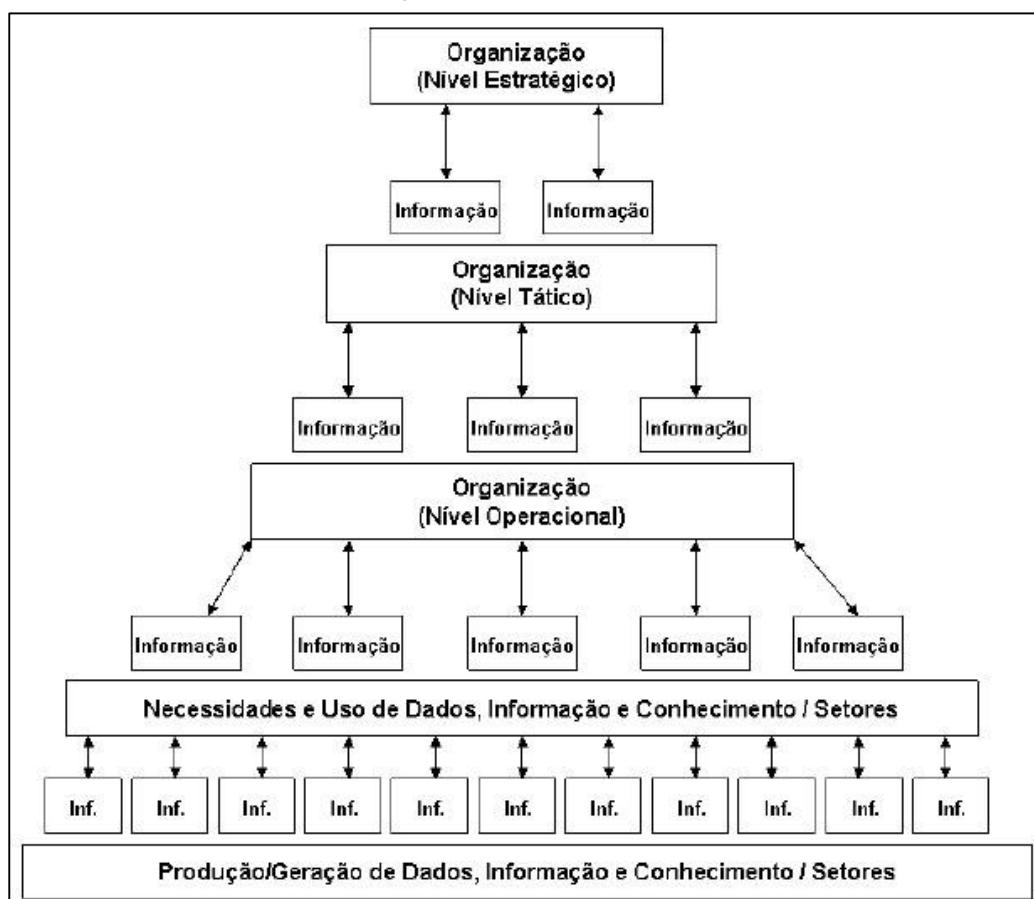 Organização
(Nível Estratégico)
Informação Informação
Organização
(Nível Tático)
Informação Informação Informação
Organização
(Nível Operacional)
Informação Informação Informação Informação Informação
Necessidades e Uso de Dados, Informação e Conhecimento / Setores
Inf. Inf. Inf. Inf. Inf. Inf. Inf. Inf. Inf. Inf. Inf.
Produção/Geração de Dados, Informação e Conhecimento / Setores